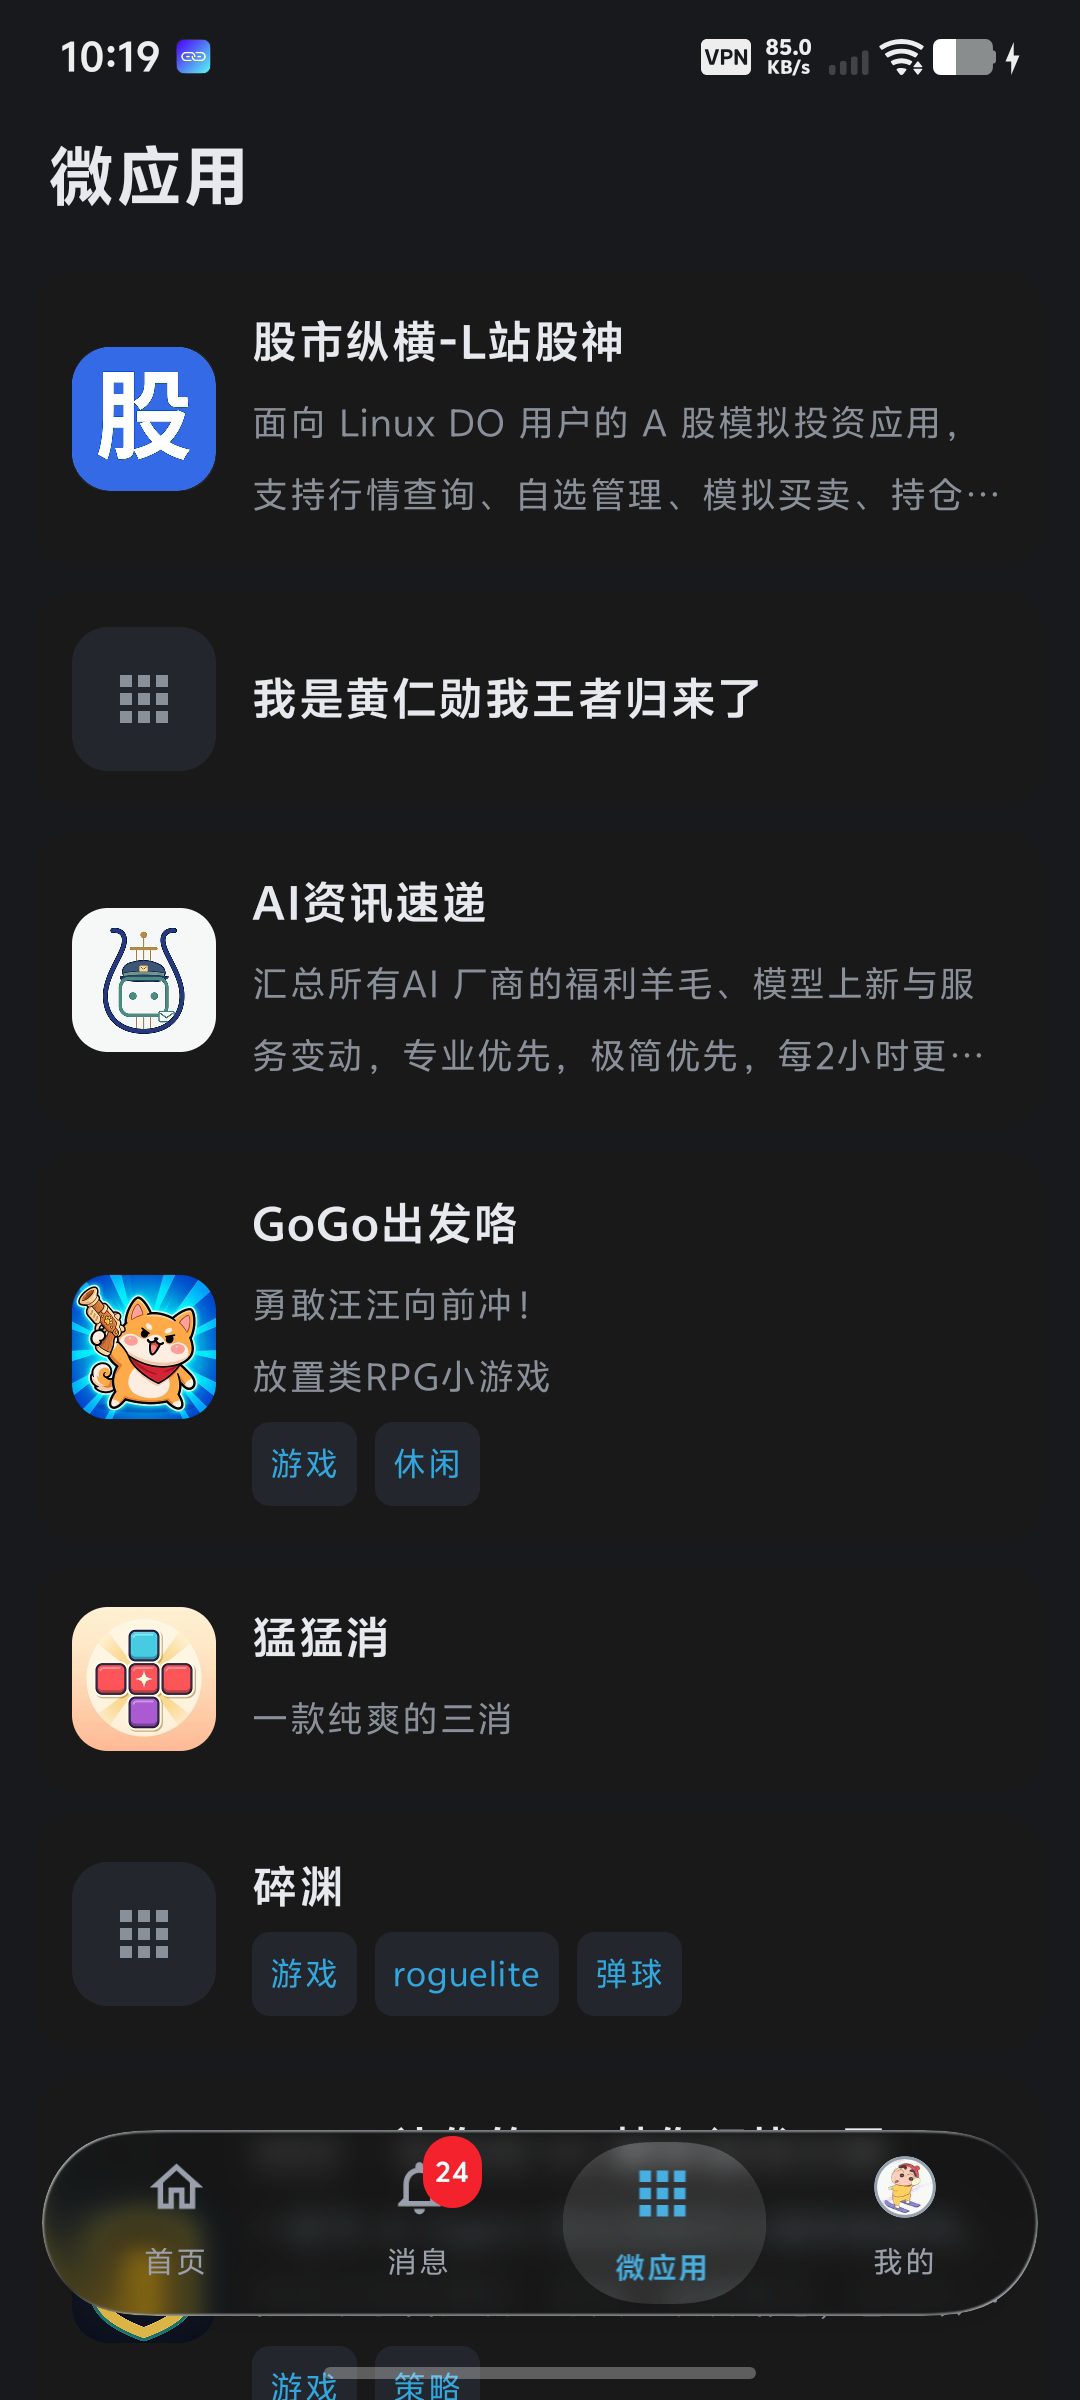 10:19
VPN
85.0
KB/s
微应用
股
股市纵横-L站股神
面向 Linux DO 用户的 A 股模拟投资应用，
支持行情查询、自选管理、模拟买卖、持仓…
我是黄仁勋我王者归来了
AI资讯速递
汇总所有AI 厂商的福利羊毛、模型上新与服
务变动，专业优先，极简优先，每2小时更…
GoGo出发咯
勇敢汪汪向前冲！
放置类RPG小游戏
游戏
休闲
猛猛消
一款纯爽的三消
碎渊
游戏
roguelite
弹球
24
首页
消息
微应用
我的
游戏
策略